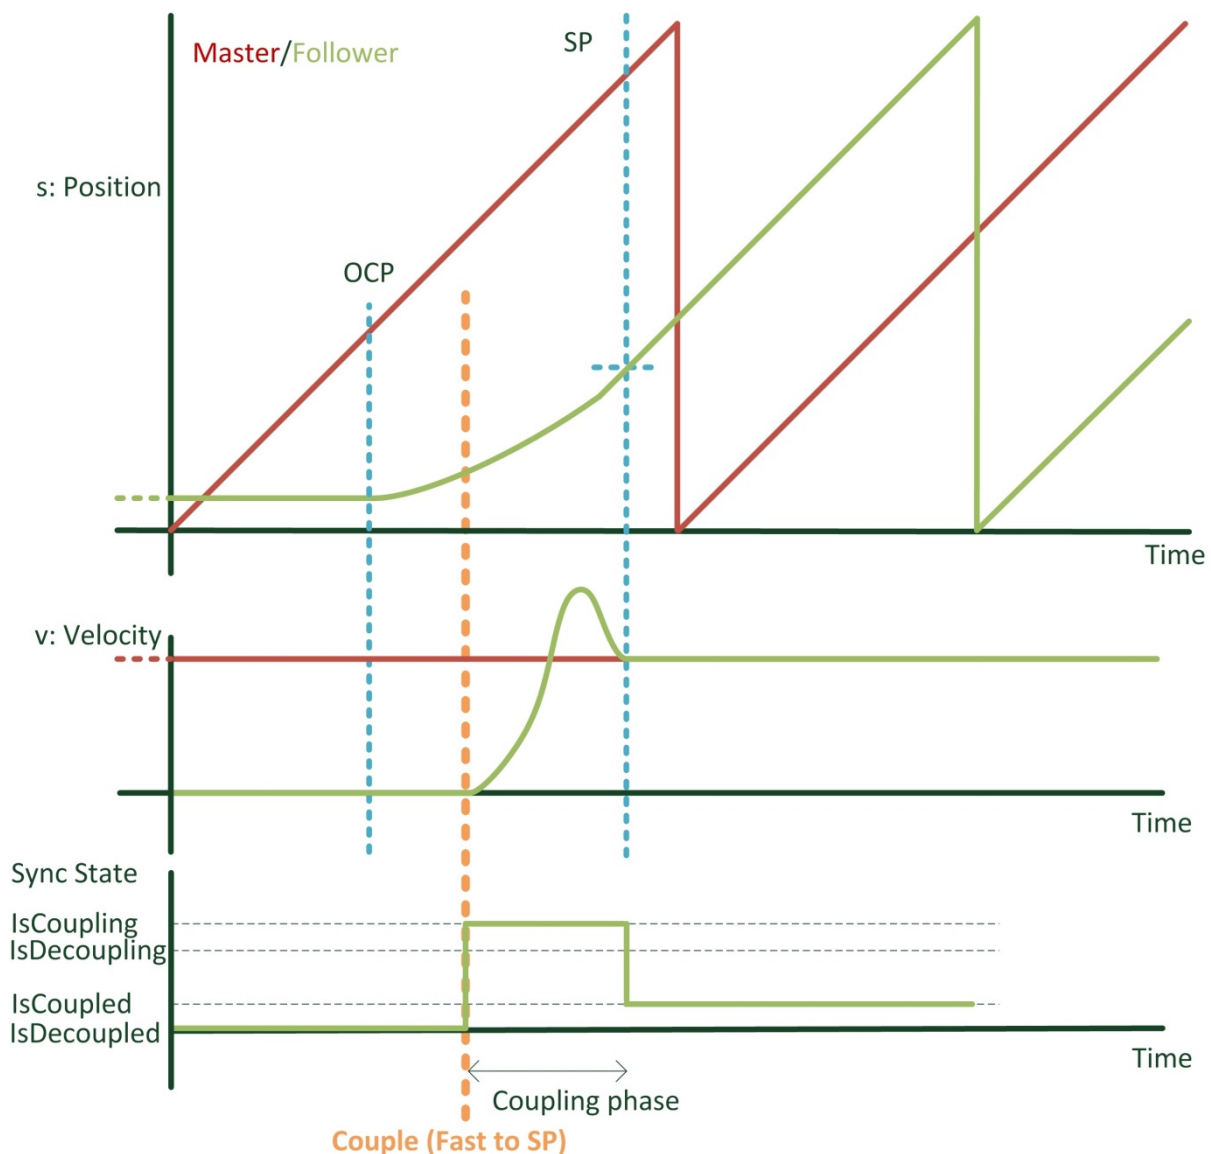 SP
Master/Follower
s: Position
OCP
Time
v: Velocity
Time
Sync State
IsCoupling
IsDecoupling
IsCoupled
IsDecoupled
Time
Coupling phase
Couple (Fast to SP)